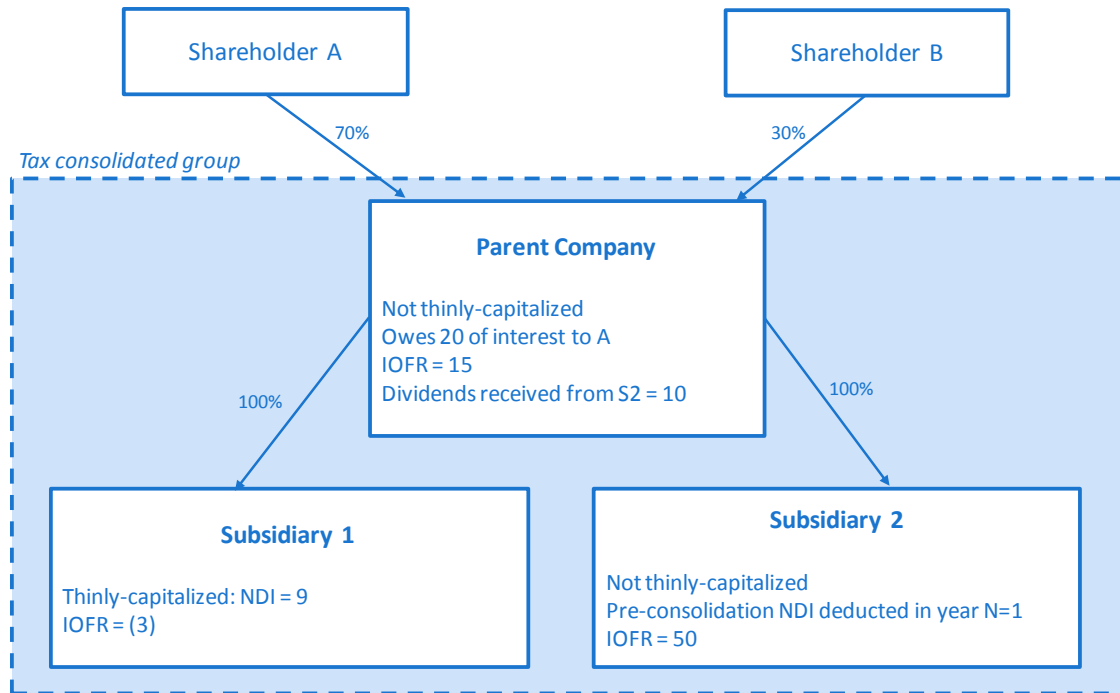 Shareholder A
Shareholder B
70%
30%
Tax consolidated group
Parent Company
Not thinly-capitalized
Owes 20 of interest to A
IOFR = 15
Dividends received from S2 = 10
100%
100%
Subsidiary 1
Thinly-capitalized: NDI = 9
IOFR = (3)
Subsidiary 2
Not thinly-capitalized
Pre-consolidation NDI deducted in year N=1
IOFR = 50